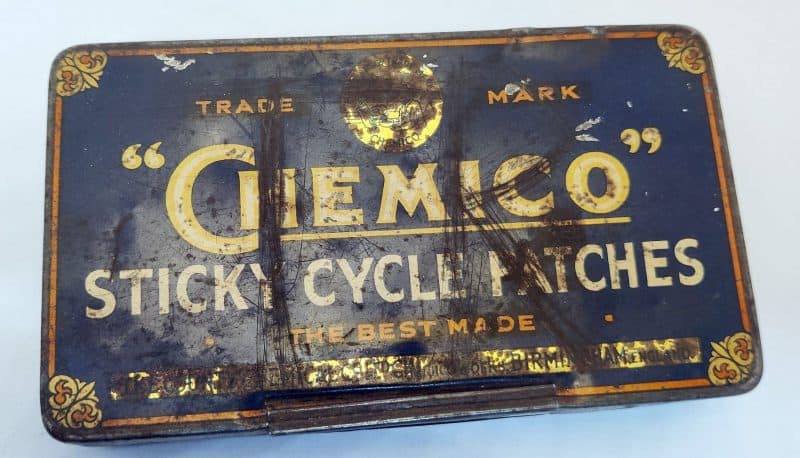 TRADE MARK
"CHEMICO"
STICKY CYCLE PATCHES
THE BEST MADE
BIRMINGHAM, ENGLAND.